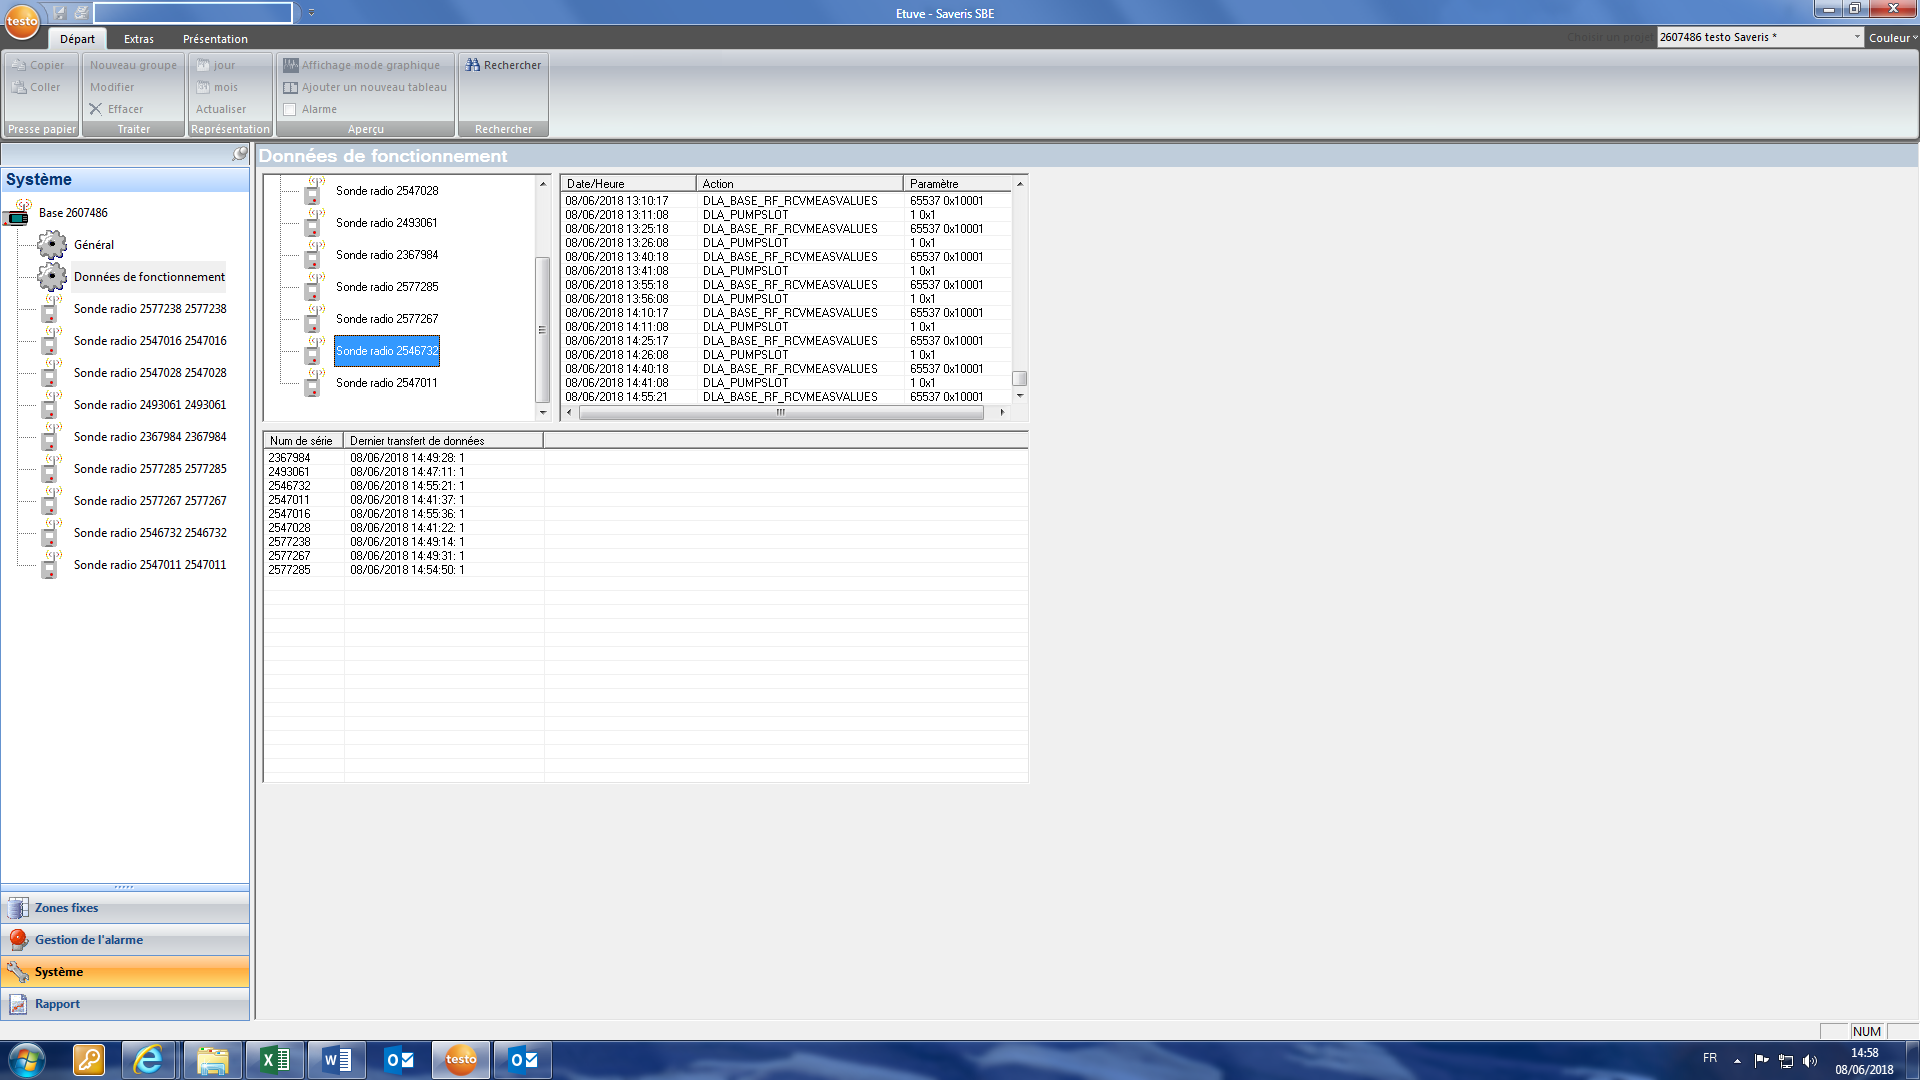 testo
Etuve - Saveris SBE
Départ Extras Présentation
Choisir un projet 2607486 testo Saveris * Couleur
Copier
Coller
Presse papier
Nouveau groupe
Modifier
Effacer
Traiter
jour
mois
Actualiser
Représentation
Affichage mode graphique
Ajouter un nouveau tableau
Alarme
Aperçu
Rechercher
Rechercher
Système
Base 2607486
Général
Données de fonctionnement
Sonde radio 2577238 2577238
Sonde radio 2547016 2547016
Sonde radio 2547028 2547028
Sonde radio 2493061 2493061
Sonde radio 2367984 2367984
Sonde radio 2577285 2577285
Sonde radio 2577267 2577267
Sonde radio 2546732 2546732
Sonde radio 2547011 2547011
Zones fixes
Gestion de l'alarme
Système
Rapport
Données de fonctionnement
Sonde radio 2547028
Sonde radio 2493061
Sonde radio 2367984
Sonde radio 2577285
Sonde radio 2577267
Sonde radio 2546732
Sonde radio 2547011
Date/Heure Action Paramètre
08/06/2018 13:10:17 DLA_BASE_RF_RCVMEASVALUES 65537 0x10001
08/06/2018 13:11:08 DLA_PUMPSLOT 1 0x1
08/06/2018 13:25:18 DLA_BASE_RF_RCVMEASVALUES 65537 0x10001
08/06/2018 13:26:08 DLA_PUMPSLOT 1 0x1
08/06/2018 13:40:18 DLA_BASE_RF_RCVMEASVALUES 65537 0x10001
08/06/2018 13:41:08 DLA_PUMPSLOT 1 0x1
08/06/2018 13:55:18 DLA_BASE_RF_RCVMEASVALUES 65537 0x10001
08/06/2018 13:56:08 DLA_PUMPSLOT 1 0x1
08/06/2018 14:10:17 DLA_BASE_RF_RCVMEASVALUES 65537 0x10001
08/06/2018 14:11:08 DLA_PUMPSLOT 1 0x1
08/06/2018 14:25:17 DLA_BASE_RF_RCVMEASVALUES 65537 0x10001
08/06/2018 14:26:08 DLA_PUMPSLOT 1 0x1
08/06/2018 14:40:18 DLA_BASE_RF_RCVMEASVALUES 65537 0x10001
08/06/2018 14:41:08 DLA_PUMPSLOT 1 0x1
08/06/2018 14:55:21 DLA_BASE_RF_RCVMEASVALUES 65537 0x10001
Num de série Dernier transfert de données
2367984 08/06/2018 14:49:28: 1
2493061 08/06/2018 14:47:11: 1
2546732 08/06/2018 14:55:21: 1
2547011 08/06/2018 14:41:37: 1
2547016 08/06/2018 14:55:36: 1
2547028 08/06/2018 14:41:22: 1
2577238 08/06/2018 14:49:14: 1
2577267 08/06/2018 14:49:31: 1
2577285 08/06/2018 14:54:50: 1
NUM
testo
FR
14:58
08/06/2018